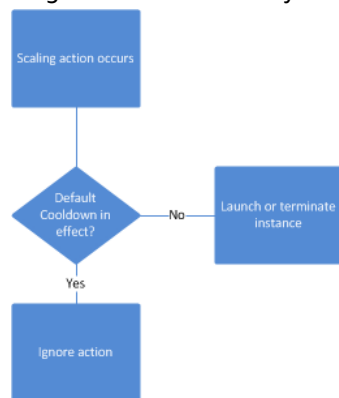 Scaling action occurs
Default
Cooldown in
effect?
No
Launch or terminate
instance
Yes
Ignore action